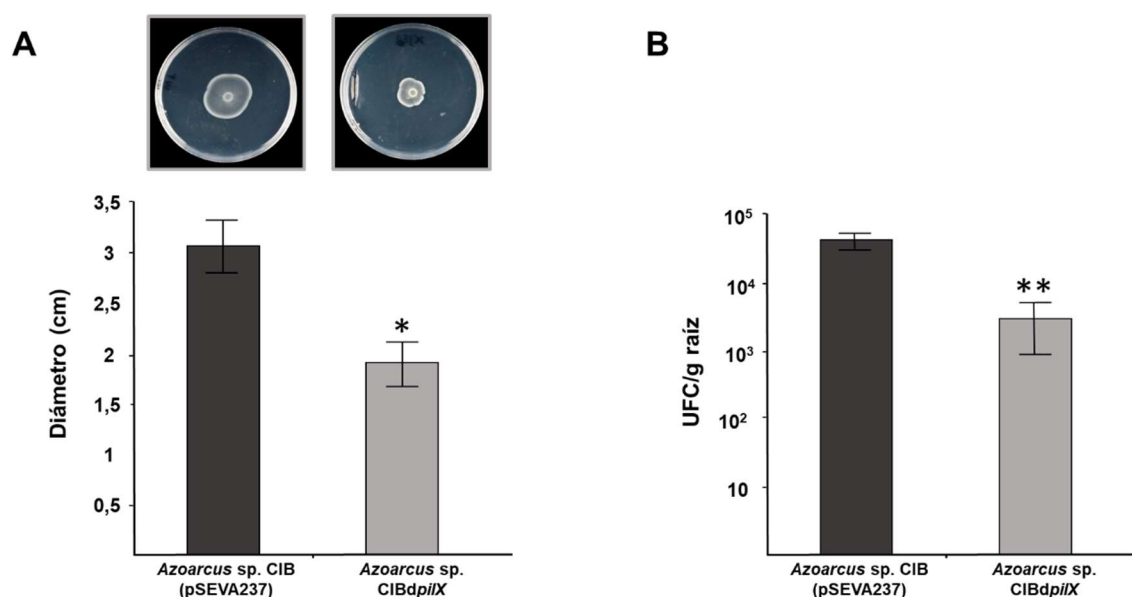 A
B
3,5
3
2,5
2
1,5
1
0,5
Diámetro (cm)
*
Azoarcus sp. CIB
(pSEVA237)
Azoarcus sp.
CIBdpilX
10⁵
10⁴
10³
10²
10
UFC/g raíz
**
Azoarcus sp. CIB
(pSEVA237)
Azoarcus sp.
CIBdpilX